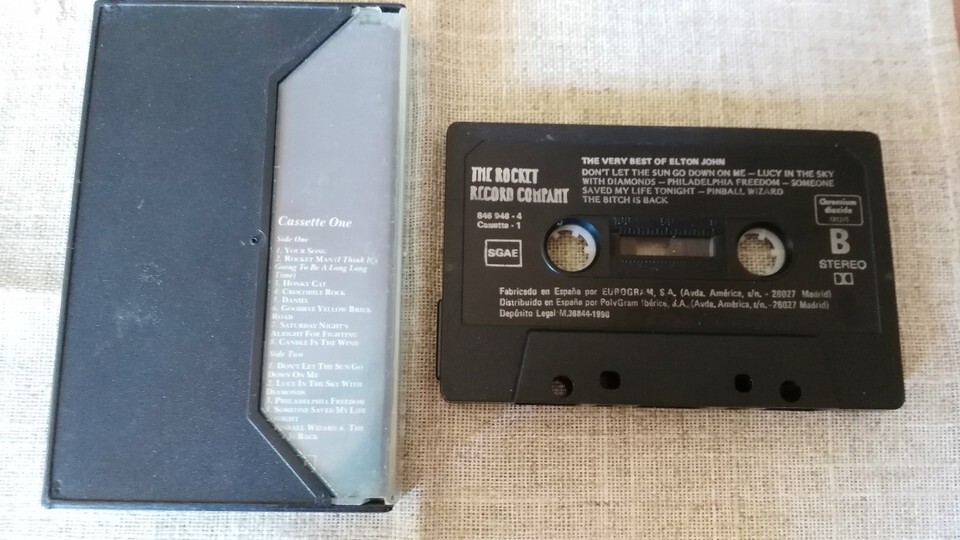 Cassette One
Side One
1. YOUR SONG
2. ROCKET MAN (I THINK IT'S
GOING TO BE A LONG LONG
TIME)
3. HONKY CAT
4. CROCODILE ROCK
5. DANIEL
6. GOODBYE YELLOW BRICK
ROAD
7. SATURDAY NIGHT'S
ALRIGHT FOR FIGHTING
8. CANDLE IN THE WIND
Side Two
1. DON'T LET THE SUN GO
DOWN ON ME
2. LUCY IN THE SKY WITH
DIAMONDS
3. PHILADELPHIA FREEDOM
SOMEONE SAVED MY LIFE
WIZARD 6. THE
BACK
THE ROCKET
RECORD COMPANY
846 948 - 4
Cassette - 1
SGAE
THE VERY BEST OF ELTON JOHN
DON'T LET THE SUN GO DOWN ON ME – LUCY IN THE SKY
WITH DIAMONDS – PHILADELPHIA FREEDOM – SOMEONE
SAVED MY LIFE TONIGHT – PINBALL WIZARD
THE BITCH IS BACK
Chromium
dioxide
B
STEREO
Fabricado en España por EUROGRAM, S.A. (Avda. América, s/n. - 28027 Madrid)
Distribuido en España por PolyGram Ibérica, S.A. (Avda. América, s/n. - 28027 Madrid)
Depósito Legal M.36844-1990